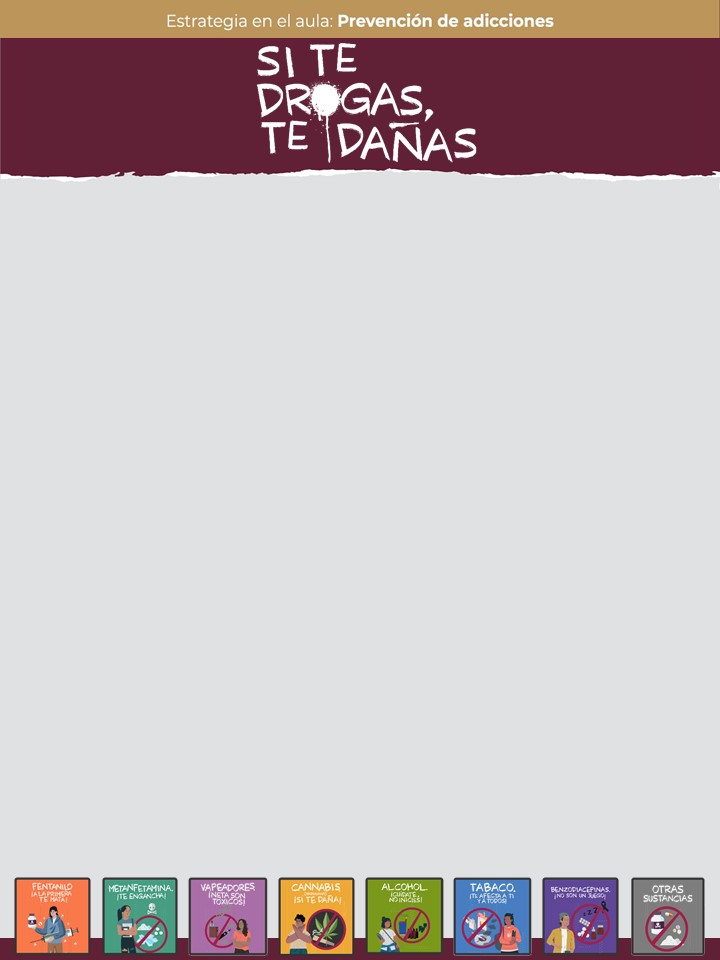 Estrategia en el aula: Prevención de adicciones
SI TE
DROGAS,
TE DAÑAS
FENTANILO
¡A LA PRIMERA
TE MATA!
METANFETAMINA,
¡TE ENGANCHA!
VAPEADORES
¡NETA SON
TÓXICOS!
CANNABIS
¡SÍ TE DAÑA!
ALCOHOL.
¡CUÍDATE,
NO INICIES!
TABACO,
¡TE AFECTA A TI
Y A TODOS!
BENZODIACEPINAS.
¡NO SON UN JUEGO!
OTRAS
SUSTANCIAS